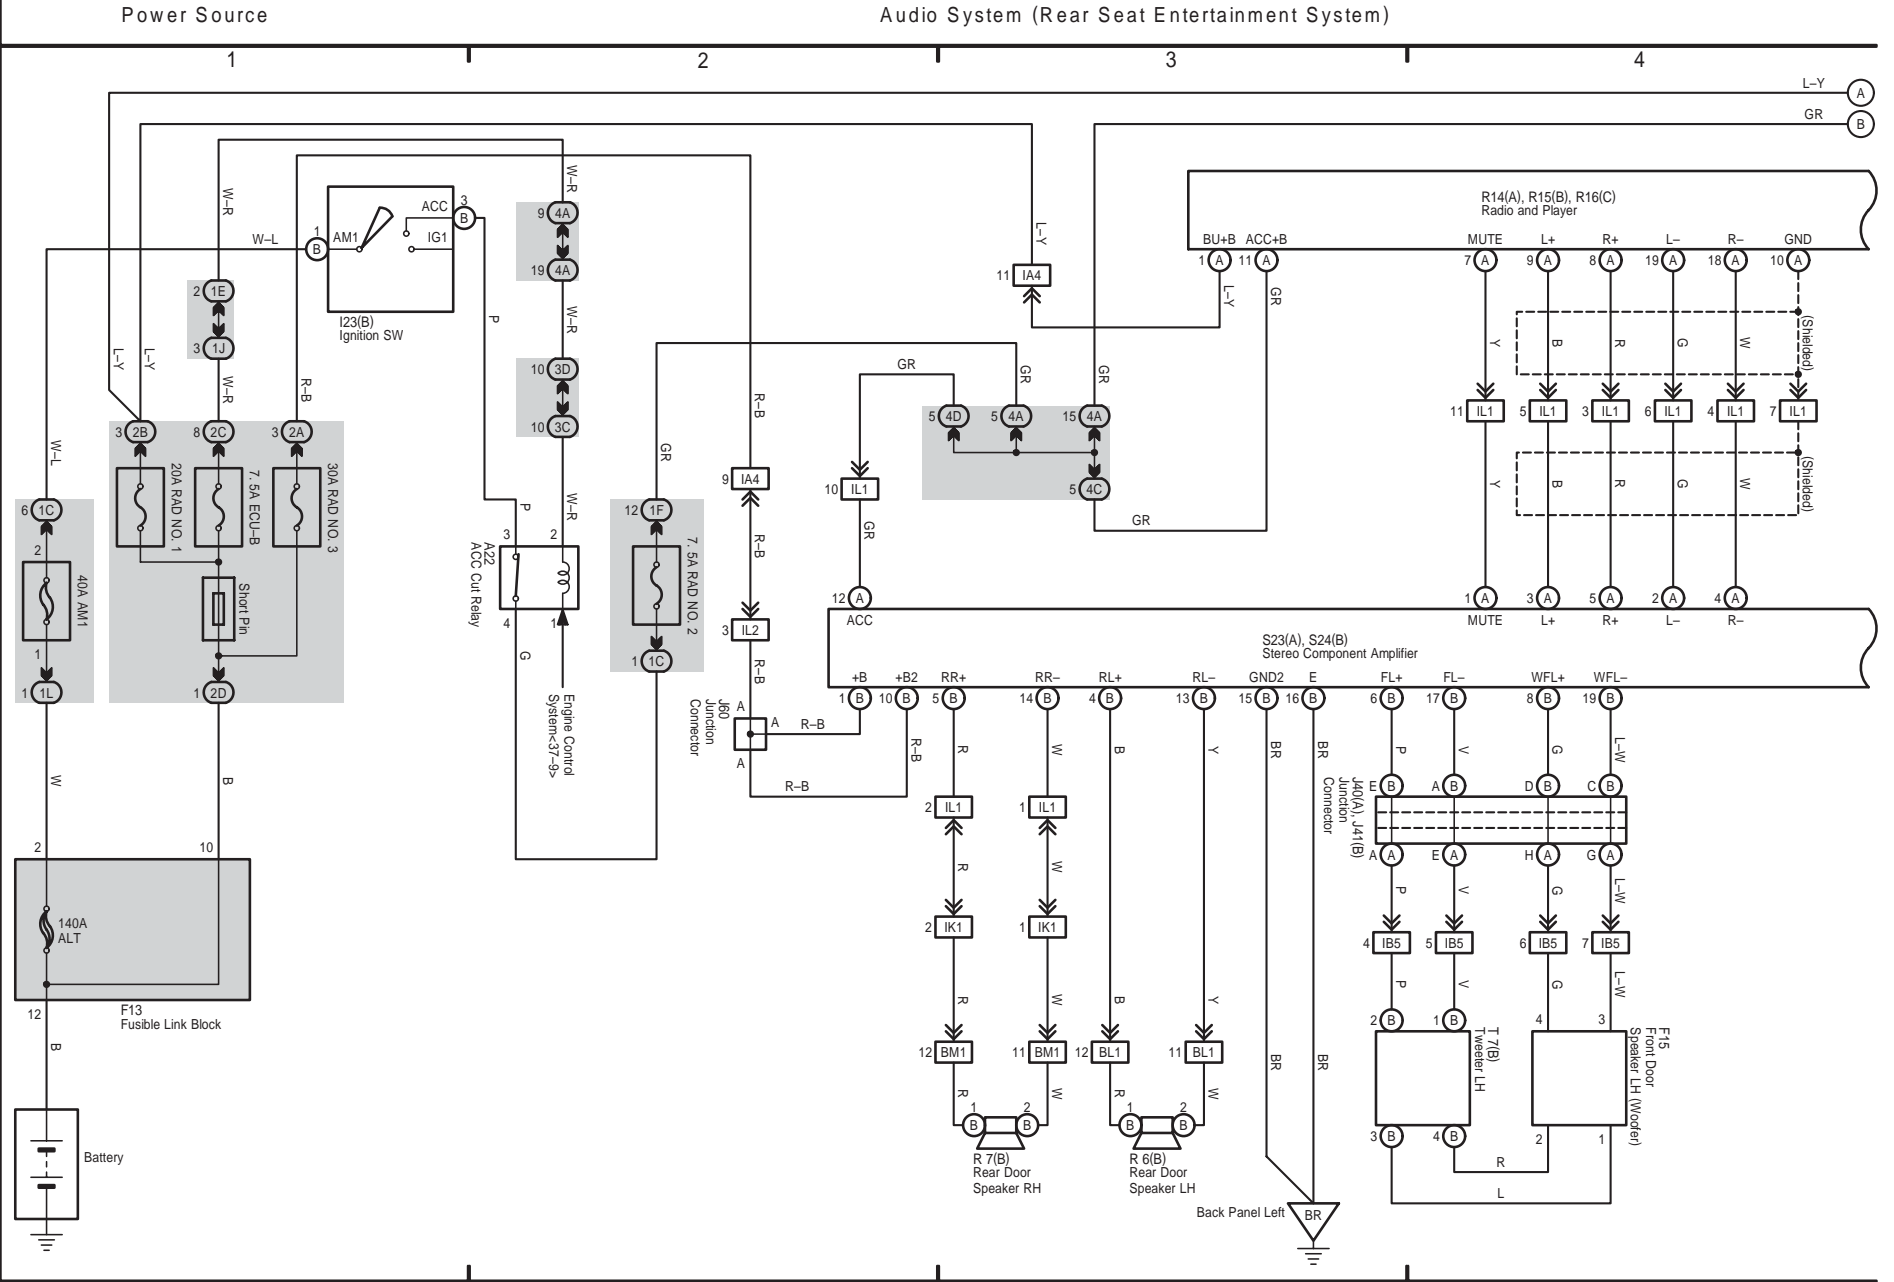 Power Source
Audio System (Rear Seat Entertainment System)
1
2
3
4
L–Y
A
GR
B
W–R
W–R
R14(A), R15(B), R16(C)
Radio and Player
BU+B
ACC+B
MUTE
L+
R+
L–
R–
GND
1 A
11 A
7 A
9 A
8 A
19 A
18 A
10 A
W–L
1
B
AM1
ACC
IG1
3
B
I23(B)
Ignition SW
9 4A
19 4A
L–Y
11 IA4
L–Y
GR
2 1E
3 1J
W–R
P
W–R
(Shielded)
Y
B
R
G
W
L–Y
L–Y
W–R
R–B
10 3D
10 3C
R–B
GR
GR
GR
5 4D
5 4A
15 4A
5 4C
GR
11 IL1
5 IL1
3 IL1
6 IL1
4 IL1
7 IL1
(Shielded)
Y
B
R
G
W
W–L
3 2B
8 2C
3 2A
20A RAD NO. 1
7. 5A ECU–B
30A RAD NO. 3
Short Pin
1 2D
6 1C
2
40A AM1
1
1 1L
P
W–R
3
2
A22
ACC Cut Relay
4
1
G
Engine Control
System<37–9>
GR
12 1F
7. 5A RAD NO. 2
1 1C
9 IA4
R–B
3 IL2
R–B
10 IL1
GR
12 A
ACC
1 A
3 A
5 A
2 A
4 A
MUTE
L+
R+
L–
R–
S23(A), S24(B)
Stereo Component Amplifier
+B
+B2
RR+
RR–
RL+
RL–
GND2
E
FL+
FL–
WFL+
WFL–
1 B
10 B
5 B
14 B
4 B
13 B
15 B
16 B
6 B
17 B
8 B
19 B
J60
Junction
Connector
A
A
A
R–B
R–B
R–B
R
W
B
Y
BR
BR
P
V
G
L–W
W
B
J40(A), J41(B)
Junction
Connector
E B
A B
D B
C B
A A
E A
H A
G A
2 IL1
1 IL1
R
W
P
V
G
L–W
2
10
140A
ALT
F13
Fusible Link Block
12
B
2 IK1
1 IK1
4 IB5
5 IB5
6 IB5
7 IB5
R
W
B
Y
P
V
G
L–W
12 BM1
11 BM1
12 BL1
11 BL1
BR
BR
2 B
1 B
4
3
T 7(B)
Tweeter LH
F15
Front Door
Speaker LH (Woofer)
R
W
R
W
1
B
2
B
1
B
2
B
3 B
4 B
2
1
R 7(B)
Rear Door
Speaker RH
R 6(B)
Rear Door
Speaker LH
R
L
Battery
Back Panel Left
BR